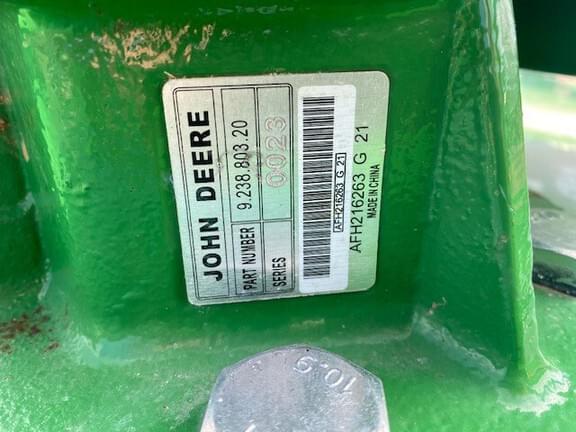 JOHN DEERE
PART NUMBER 9.238.803.20
SERIES 0023
AFH216263 G 21
AFH216263 G 21
MADE IN CHINA
10.9